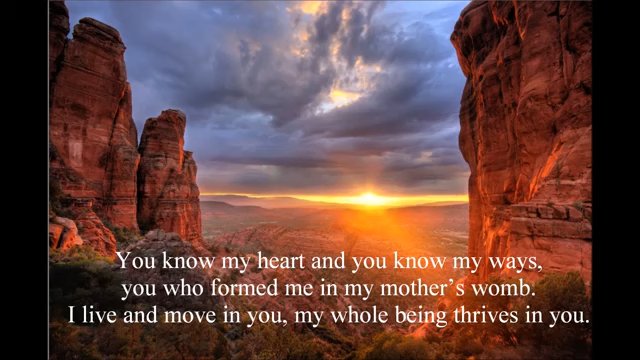 You know my heart and you know my ways,
you who formed me in my mother’s womb.
I live and move in you, my whole being thrives in you.